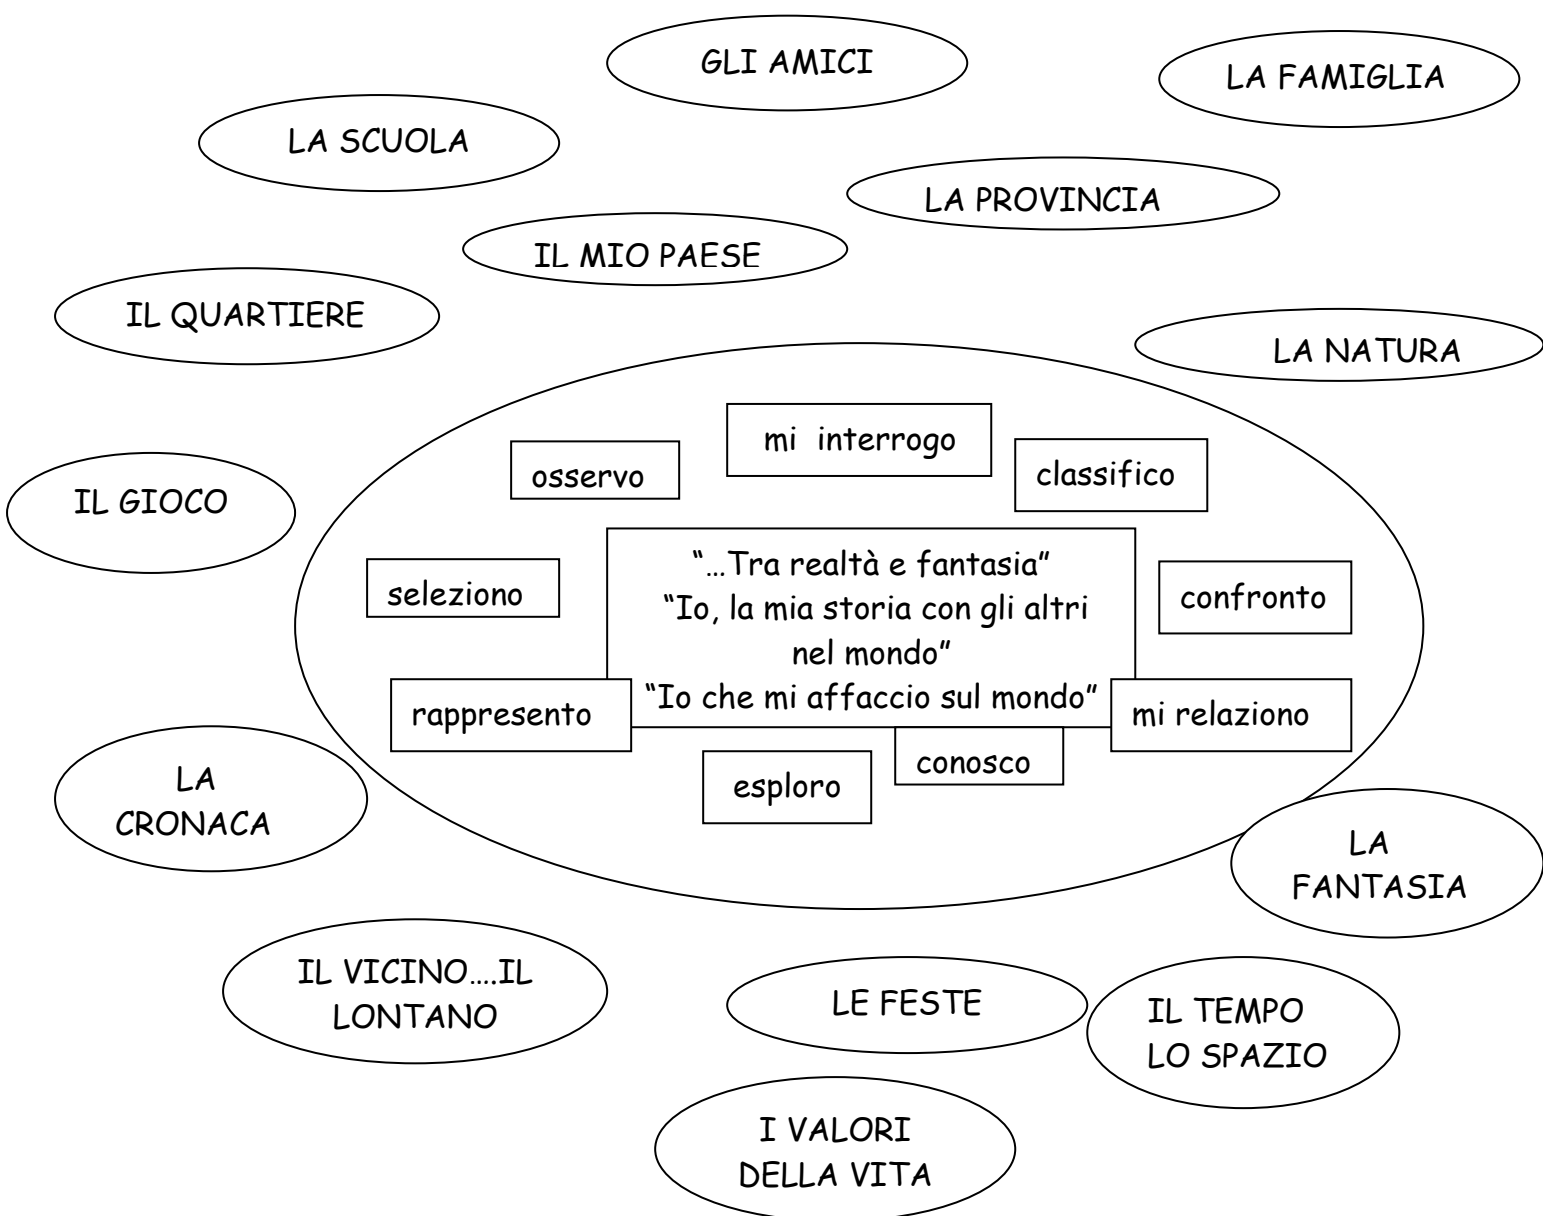 GLI AMICI
LA FAMIGLIA
LA SCUOLA
LA PROVINCIA
IL MIO PAESE
IL QUARTIERE
LA NATURA
mi interrogo
osservo
classifico
IL GIOCO
“…Tra realtà e fantasia”
“Io, la mia storia con gli altri
nel mondo”
“Io che mi affaccio sul mondo”
seleziono
confronto
rappresento
mi relaziono
conosco
esploro
LA
CRONACA
LA
FANTASIA
IL VICINO….IL
LONTANO
LE FESTE
IL TEMPO
LO SPAZIO
I VALORI
DELLA VITA